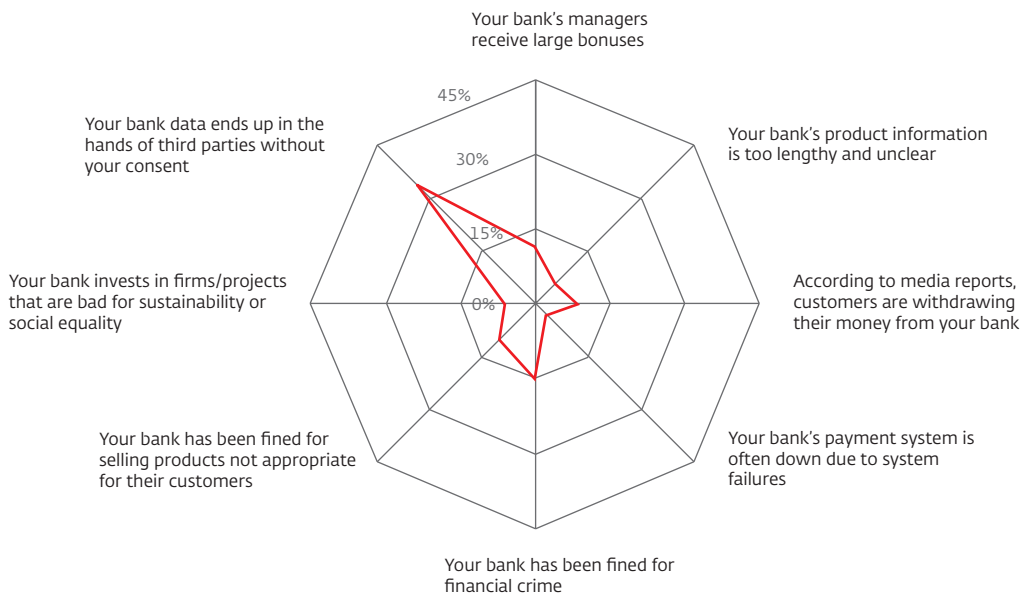 Your bank’s managers
receive large bonuses
45%
Your bank data ends up in the
hands of third parties without
your consent
Your bank’s product information
is too lengthy and unclear
30%
15%
Your bank invests in firms/projects
that are bad for sustainability or
social equality
0%
According to media reports,
customers are withdrawing
their money from your bank
Your bank has been fined for
selling products not appropriate
for their customers
Your bank’s payment system is
often down due to system
failures
Your bank has been fined for
financial crime